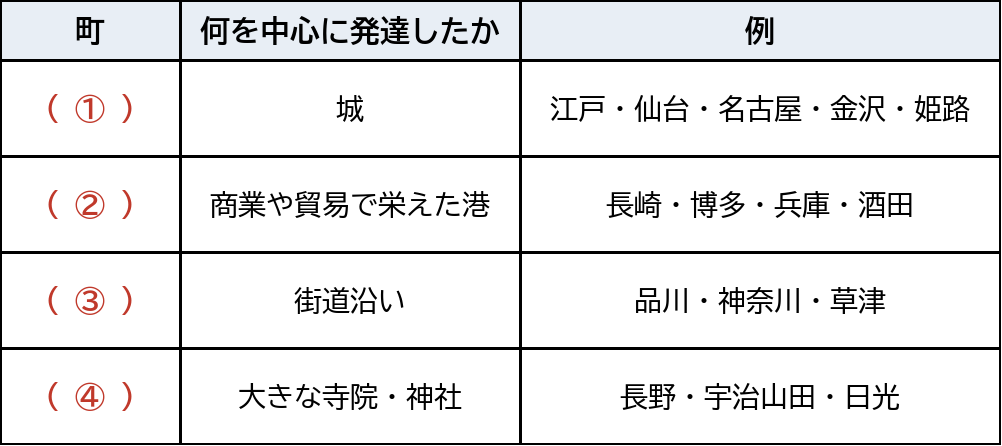 町 何を中心に発達したか 例
( ① ) 城 江戸・仙台・名古屋・金沢・姫路
( ② ) 商業や貿易で栄えた港 長崎・博多・兵庫・酒田
( ③ ) 街道沿い 品川・神奈川・草津
( ④ ) 大きな寺院・神社 長野・宇治山田・日光